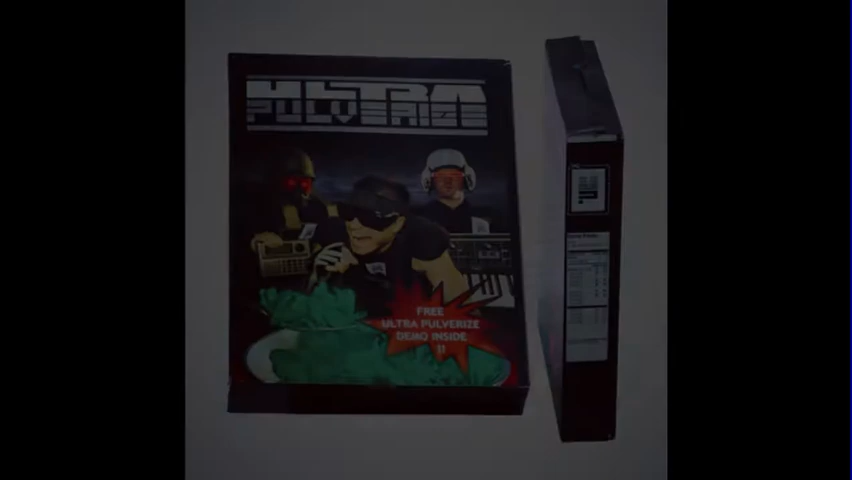 ULTRA
PULVERIZE
FREE
ULTRA PULVERIZE
DEMO INSIDE
!!